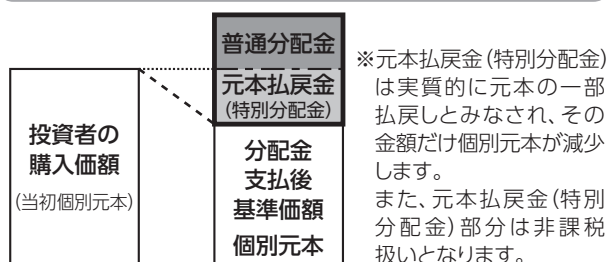 普通分配金
元本払戻金
(特別分配金)
投資者の
購入価額
(当初個別元本)
分配金
支払後
基準価額
個別元本
※元本払戻金(特別分配金)
は実質的に元本の一部
払戻しとみなされ、その
金額だけ個別元本が減少
します。
また、元本払戻金(特別
分配金)部分は非課税
扱いとなります。